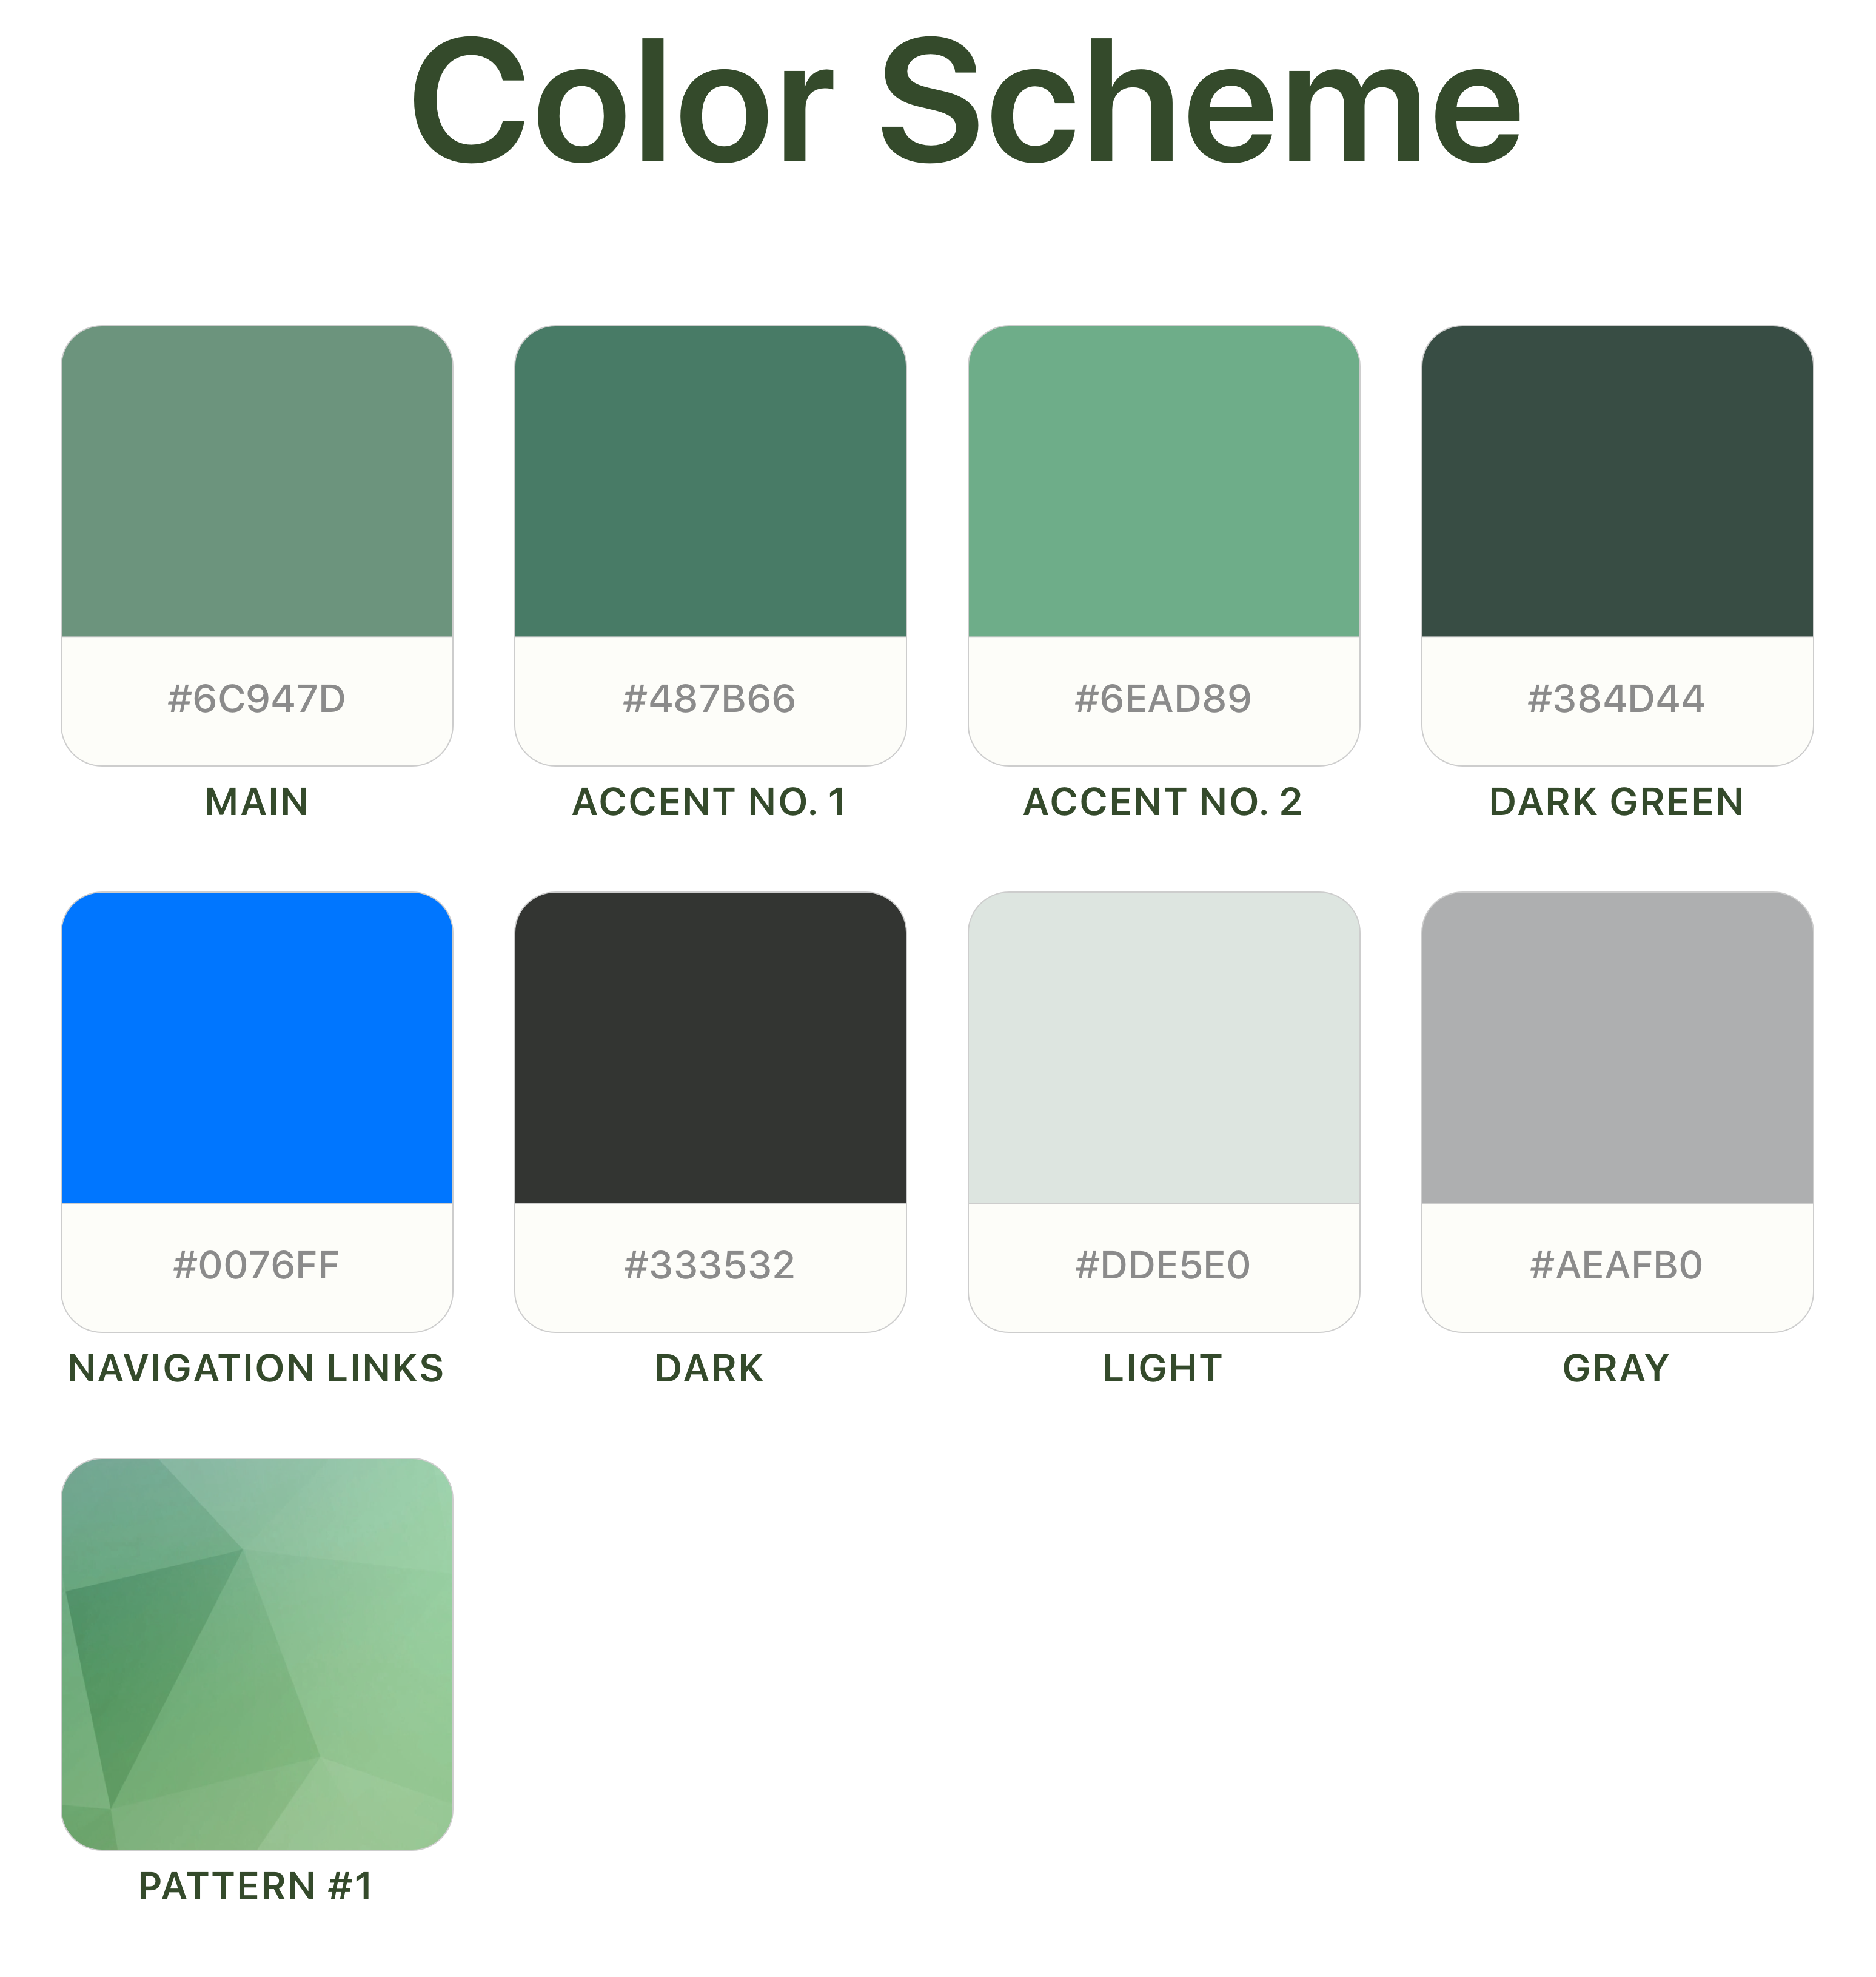 Color Scheme
#6C947D
#487B66
#6EAD89
#384D44
MAIN
ACCENT NO. 1
ACCENT NO. 2
DARK GREEN
#0076FF
#333532
#DDE5E0
#AEAFB0
NAVIGATION LINKS
DARK
LIGHT
GRAY
PATTERN #1